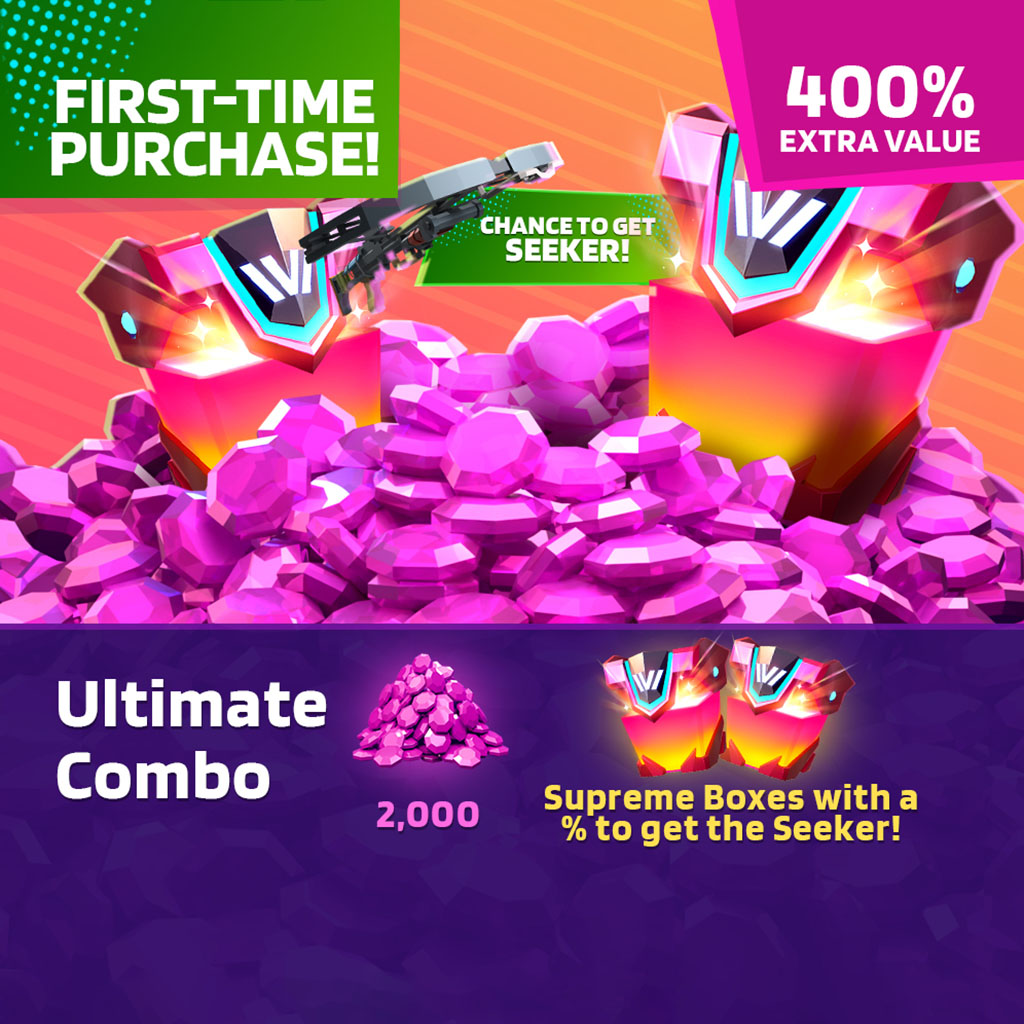 FIRST-TIME
PURCHASE!
400%
EXTRA VALUE
CHANCE TO GET
SEEKER!
Ultimate
Combo
2,000
Supreme Boxes with a
% to get the Seeker!